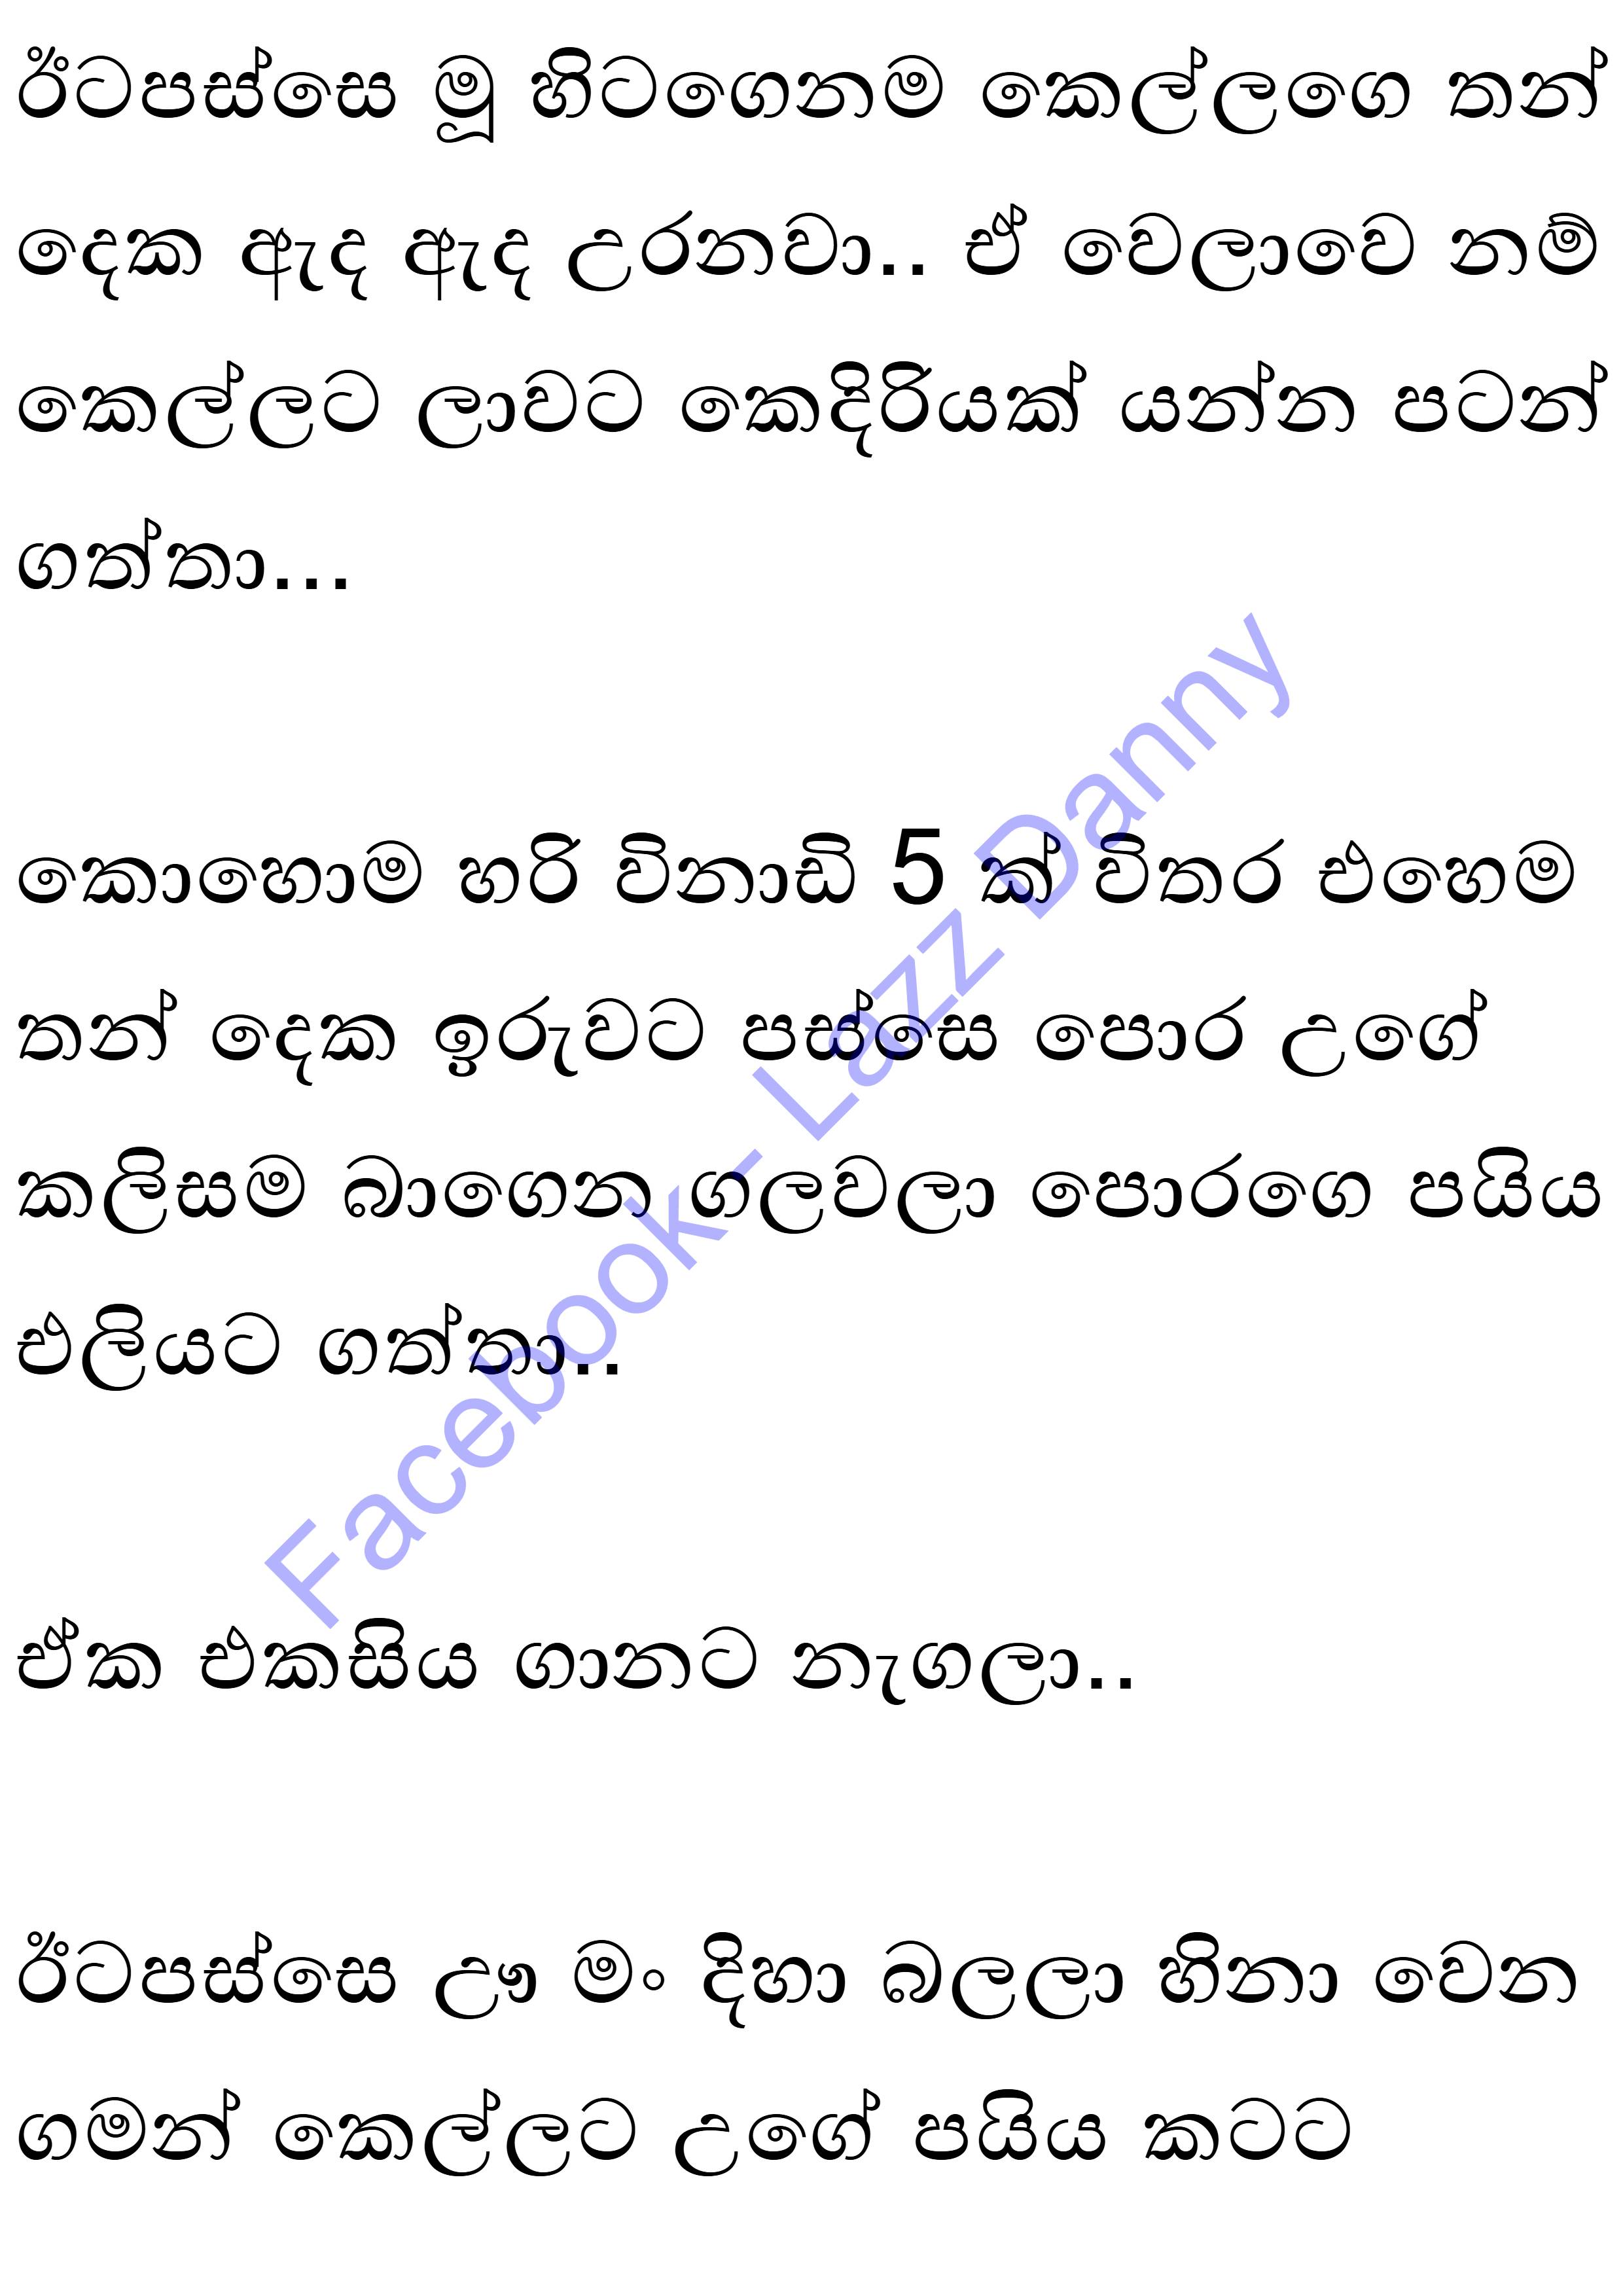 ඊටපස්සෙ මූ හිටගෙනම කෙල්ලගෙ තන්
දෙක ඇද ඇද උරනවා.. ඒ වෙලාවෙ නම්
කෙල්ලට ලාවට කෙදිරියක් යන්න පටන්
ගත්තා...
කොහොම හරි විනාඩි 5 ක් විතර එහෙම
තන් දෙක ඉරුවට පස්සෙ පොර උගේ
කලිසම බාගෙන ගලවලා පොරගෙ පයිය
එලියට ගත්තා..
ඒක එකසිය ගානට නැගලා..
ඊටපස්සෙ ඌ මං දිහා බලලා හිනා වෙන
ගමන් කෙල්ලට උගේ පයිය කටට
Facebook- Lazz Danny